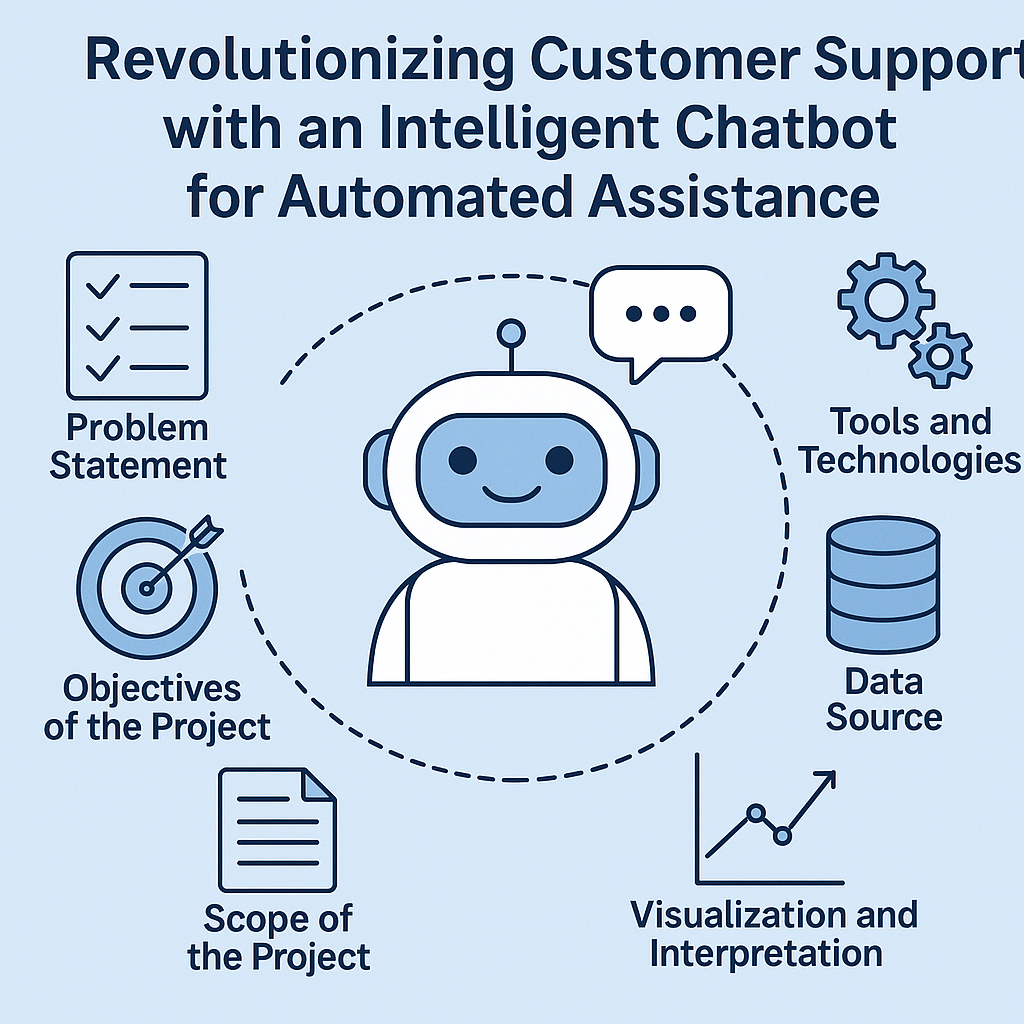 Revolutionizing Customer Support
with an Intelligent Chatbot
for Automated Assistance
Problem
Statement
Tools and
Technologies
Objectives
of the Project
Data
Source
Scope of
the Project
Visualization and
Interpretation